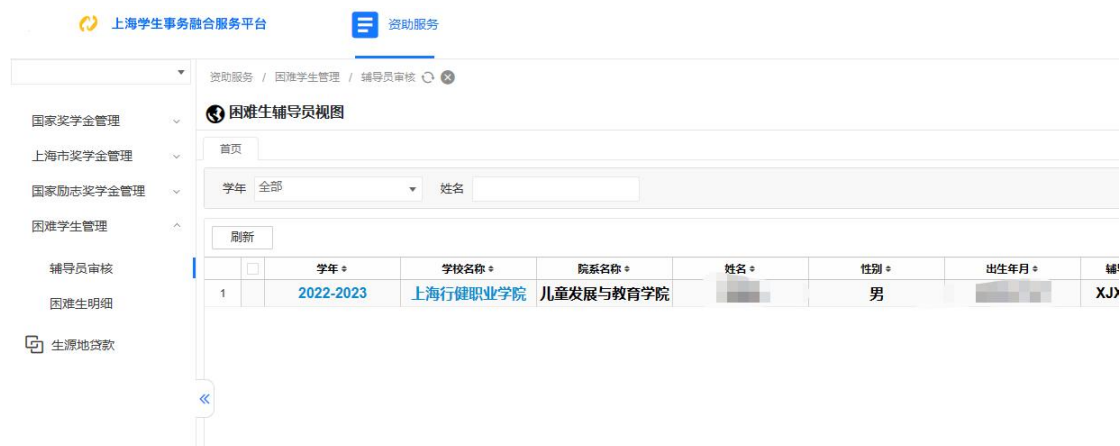 上海学生事务融合服务平台 资助服务
资助服务 / 困难学生管理 / 辅导员审核
困难生辅导员视图
国家奖学金管理
上海市奖学金管理
国家励志奖学金管理
困难学生管理
辅导员审核
困难生明细
生源地贷款
首页
学年 全部 姓名
刷新
学年 学校名称 院系名称 姓名 性别 出生年月
1 2022-2023 上海行健职业学院 儿童发展与教育学院 男 XJX